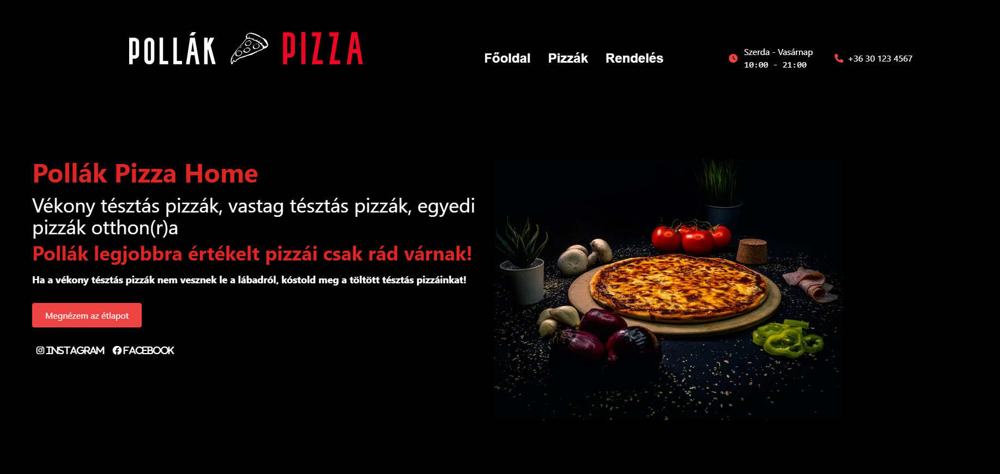 POLLÁK PIZZA
Főoldal Pizzák Rendelés
Szerda - Vasárnap
10:00 - 21:00
+36 30 123 4567
Pollák Pizza Home
Vékony tésztás pizzák, vastag tésztás pizzák, egyedi
pizzák otthon(r)a
Pollák legjobbra értékelt pizzái csak rád várnak!
Ha a vékony tésztás pizzák nem vesznek le a lábadról, kóstold meg a töltött tésztás pizzáinkat!
Megnézem az étlapot
INSTAGRAM FACEBOOK